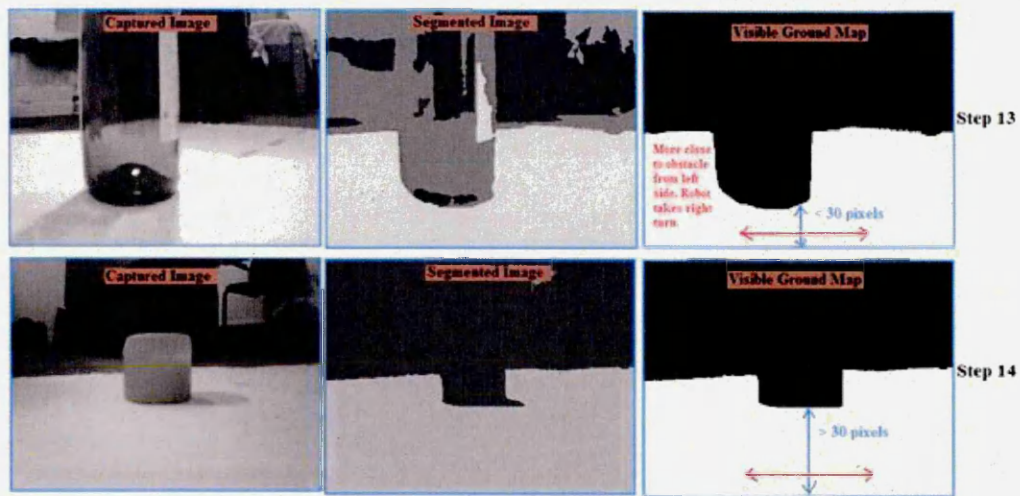 Captured Image
Segmented Image
Visible Ground Map
Step 13
More close
to obstacle
from left
side. Robot
takes right
turn.
< 30 pixels
Captured Image
Segmented Image
Visible Ground Map
Step 14
> 30 pixels